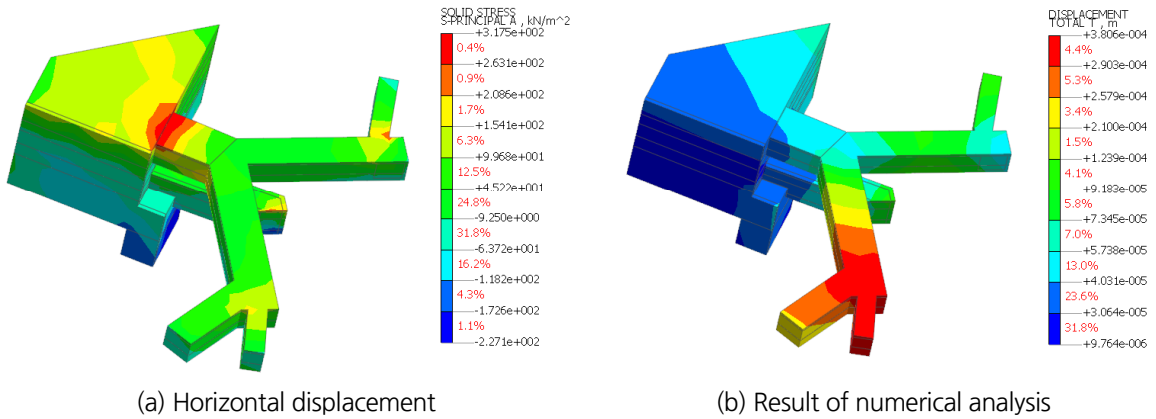 SOLID STRESS
S-PRINCIPAL A , kN/m^2
+3.175e+002
0.4%
+2.631e+002
0.9%
+2.086e+002
1.7%
+1.541e+002
6.3%
+9.968e+001
12.5%
+4.522e+001
24.8%
-9.250e+000
31.8%
-6.372e+001
16.2%
-1.182e+002
4.3%
-1.726e+002
1.1%
-2.271e+002
(a) Horizontal displacement
DISPLACEMENT
TOTAL T , m
+3.806e-004
4.4%
+2.903e-004
5.3%
+2.579e-004
3.4%
+2.100e-004
1.5%
+1.239e-004
4.1%
+9.183e-005
5.8%
+7.345e-005
7.0%
+5.738e-005
13.0%
+4.031e-005
23.6%
+3.064e-005
31.8%
+9.764e-006
(b) Result of numerical analysis